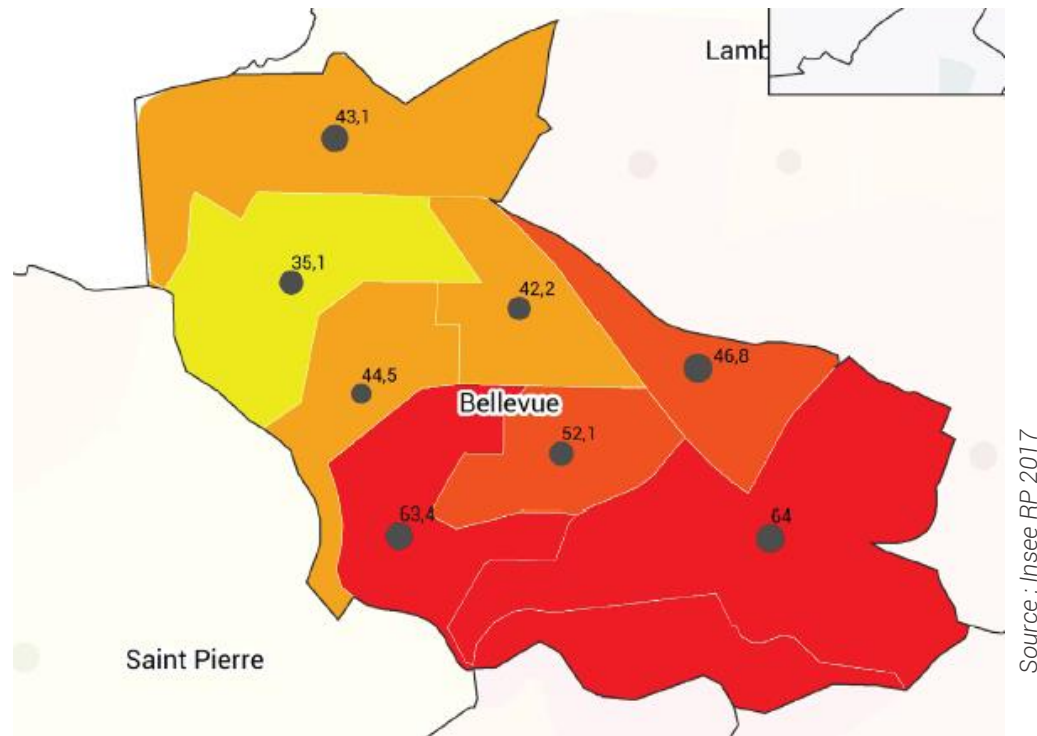 Lamb
43,1
35,1
42,2
46,8
44,5
Bellevue
52,1
63,4
64
Saint Pierre
Source : Insee RP 2017